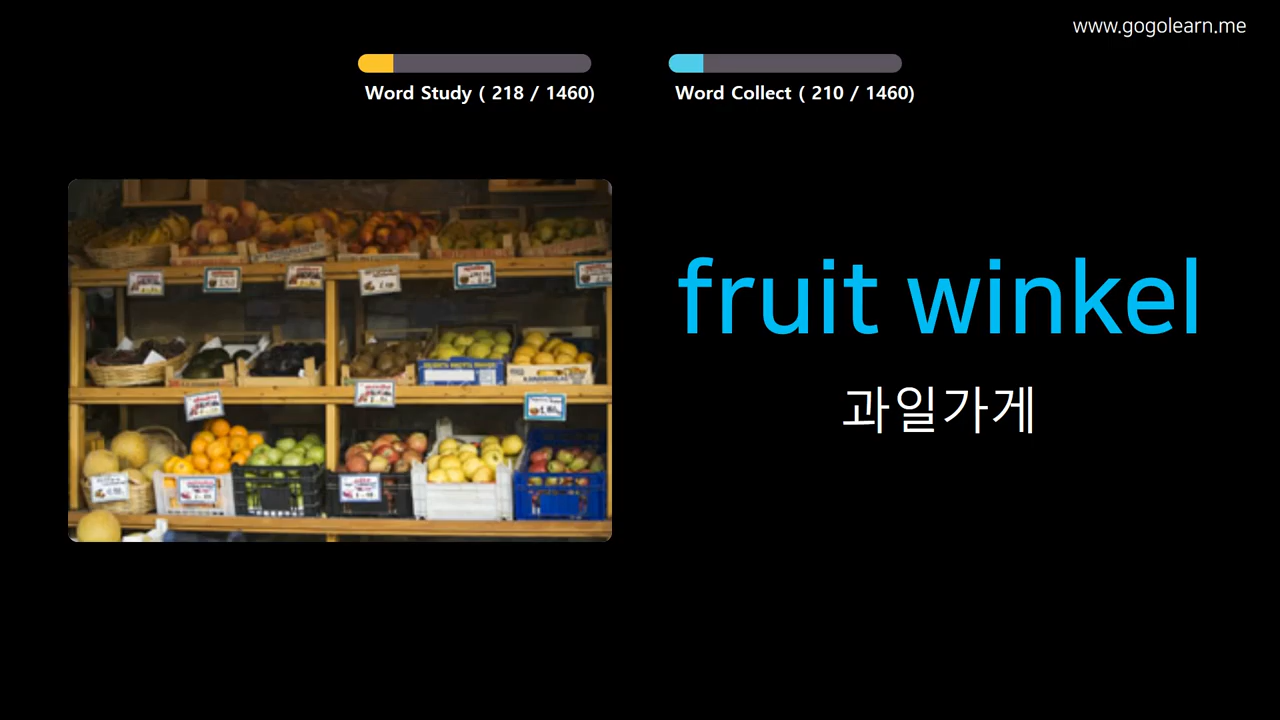 www.gogolearn.me
Word Study ( 218 / 1460)
Word Collect ( 210 / 1460)
fruit winkel
과일가게